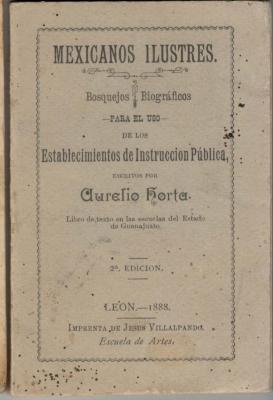 MEXICANOS ILUSTRES.
Bosquejos Biográficos
—PARA EL USO—
DE LOS
Establecimientos de Instruccion Pública,
ESCRITOS POR
Aurelio Horta.
Libro de texto en las escuelas del Estado
de Guanajuato.
2ª. EDICION.
LEON.—1888.
IMPRENTA DE JESUS VILLALPANDO.
Escuela de Artes.